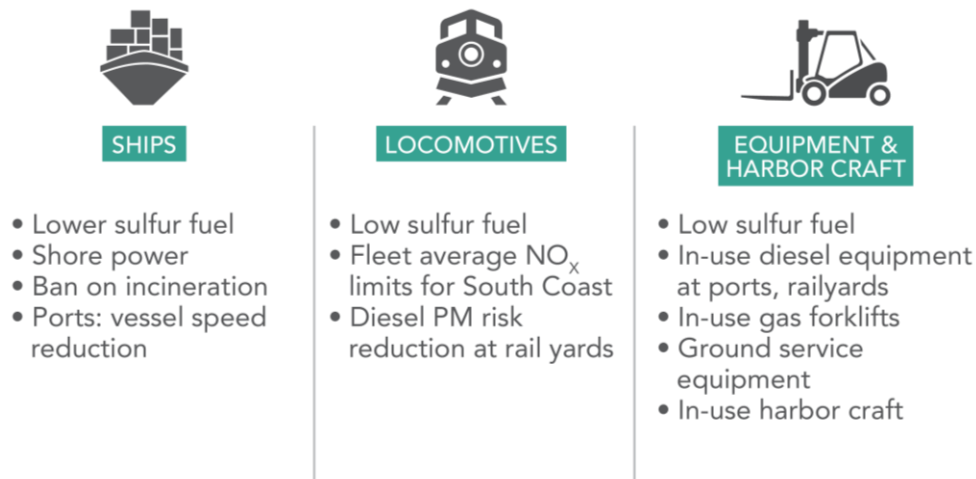 SHIPS
• Lower sulfur fuel
• Shore power
• Ban on incineration
• Ports: vessel speed
reduction
LOCOMOTIVES
• Low sulfur fuel
• Fleet average NOx
limits for South Coast
• Diesel PM risk
reduction at rail yards
EQUIPMENT &
HARBOR CRAFT
• Low sulfur fuel
• In-use diesel equipment
at ports, railyards
• In-use gas forklifts
• Ground service
equipment
• In-use harbor craft